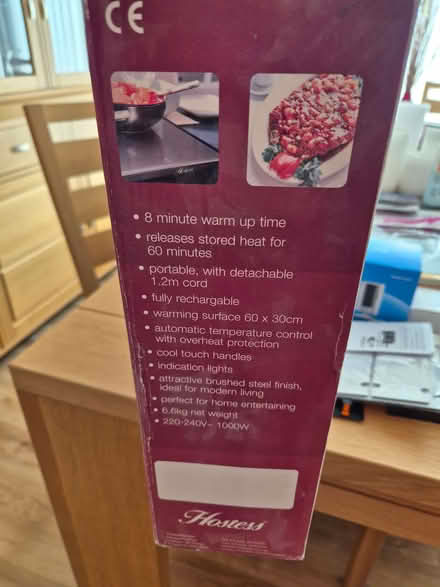 CE
• 8 minute warm up time
• releases stored heat for
60 minutes
• portable, with detachable
1.2m cord
• fully rechargable
• warming surface 60 x 30cm
• automatic temperature control
with overheat protection
• cool touch handles
• indication lights
• attractive brushed steel finish,
ideal for modern living
• perfect for home entertaining
• 6.6kg net weight
• 220-240V~ 1000W
Hostess